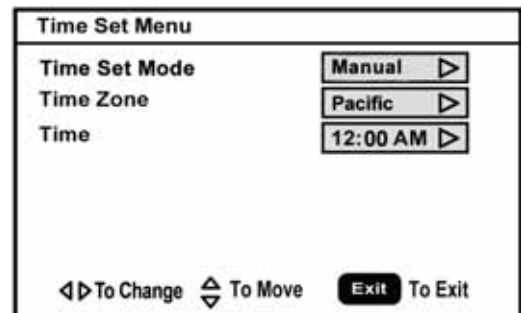 Time Set Menu
Time Set Mode Manual
Time Zone Pacific
Time 12:00 AM
To Change To Move Exit To Exit